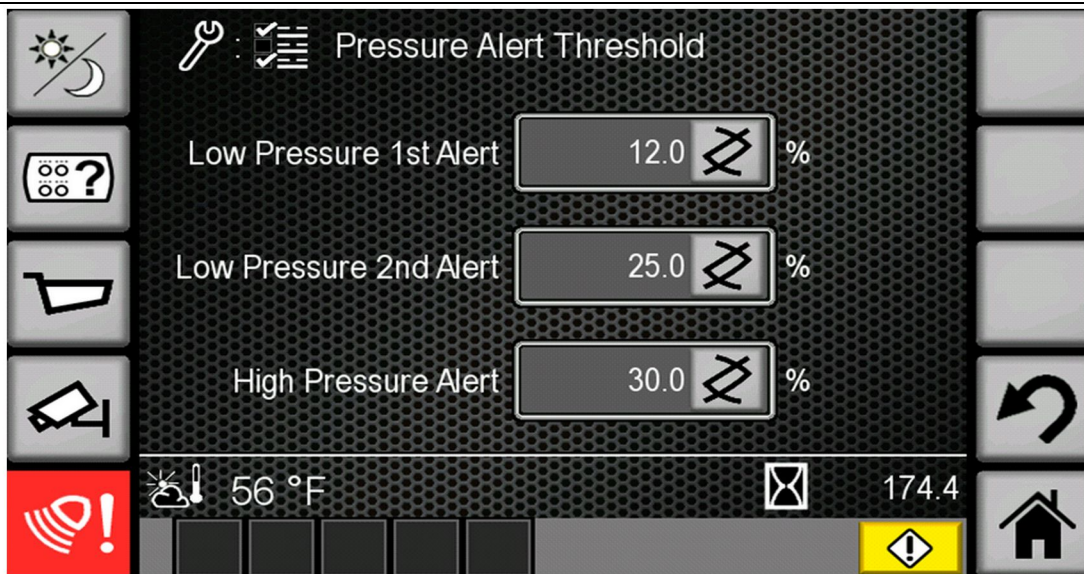 : Pressure Alert Threshold
Low Pressure 1st Alert 12.0 %
?
Low Pressure 2nd Alert 25.0 %
High Pressure Alert 30.0 %
56 °F 174.4
!
!